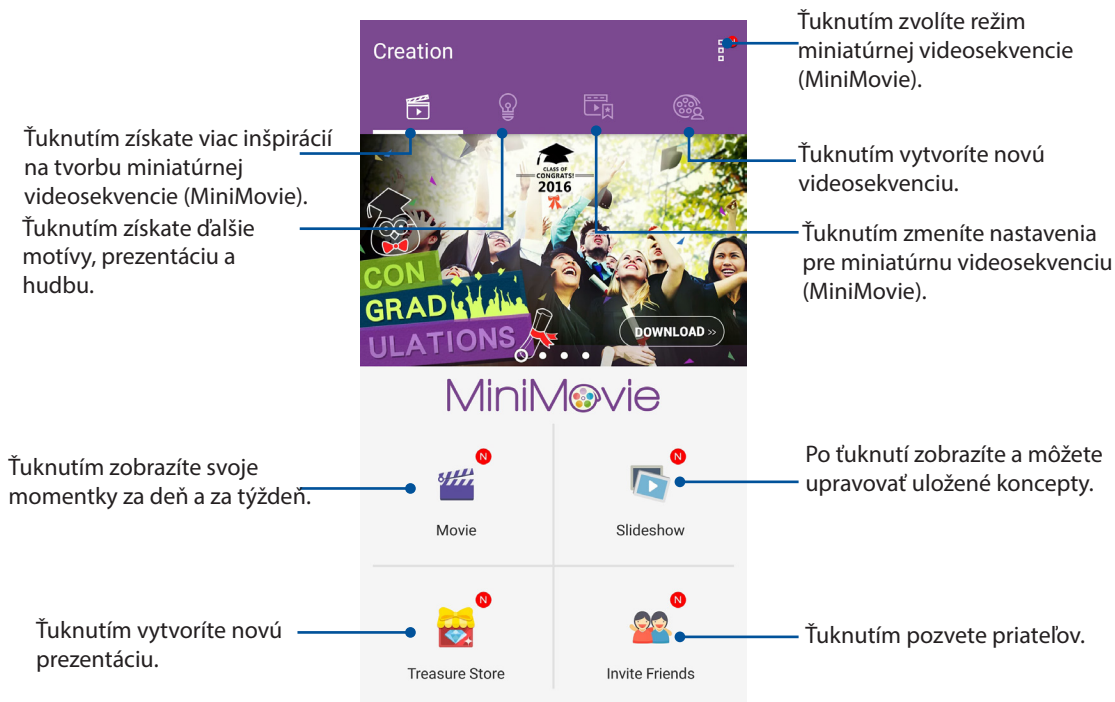 Ťuknutím zvolíte režim
miniatúrnej videosekvencie
(MiniMovie).
Creation
N
Ťuknutím získate viac inšpirácií
na tvorbu miniatúrnej
videosekvencie (MiniMovie).
Ťuknutím získate ďalšie
motívy, prezentáciu a
hudbu.
Ťuknutím vytvoríte novú
videosekvenciu.
Ťuknutím zmeníte nastavenia
pre miniatúrnu videosekvenciu
(MiniMovie).
CLASS OF
CONGRATS!
2016
CON
GRAD
ULATIONS
DOWNLOAD >>
MiniMovie
Ťuknutím zobrazíte svoje
momentky za deň a za týždeň.
N
Movie
N
Slideshow
Po ťuknutí zobrazíte a môžete
upravovať uložené koncepty.
Ťuknutím vytvoríte novú
prezentáciu.
N
Treasure Store
N
Invite Friends
Ťuknutím pozvete priateľov.